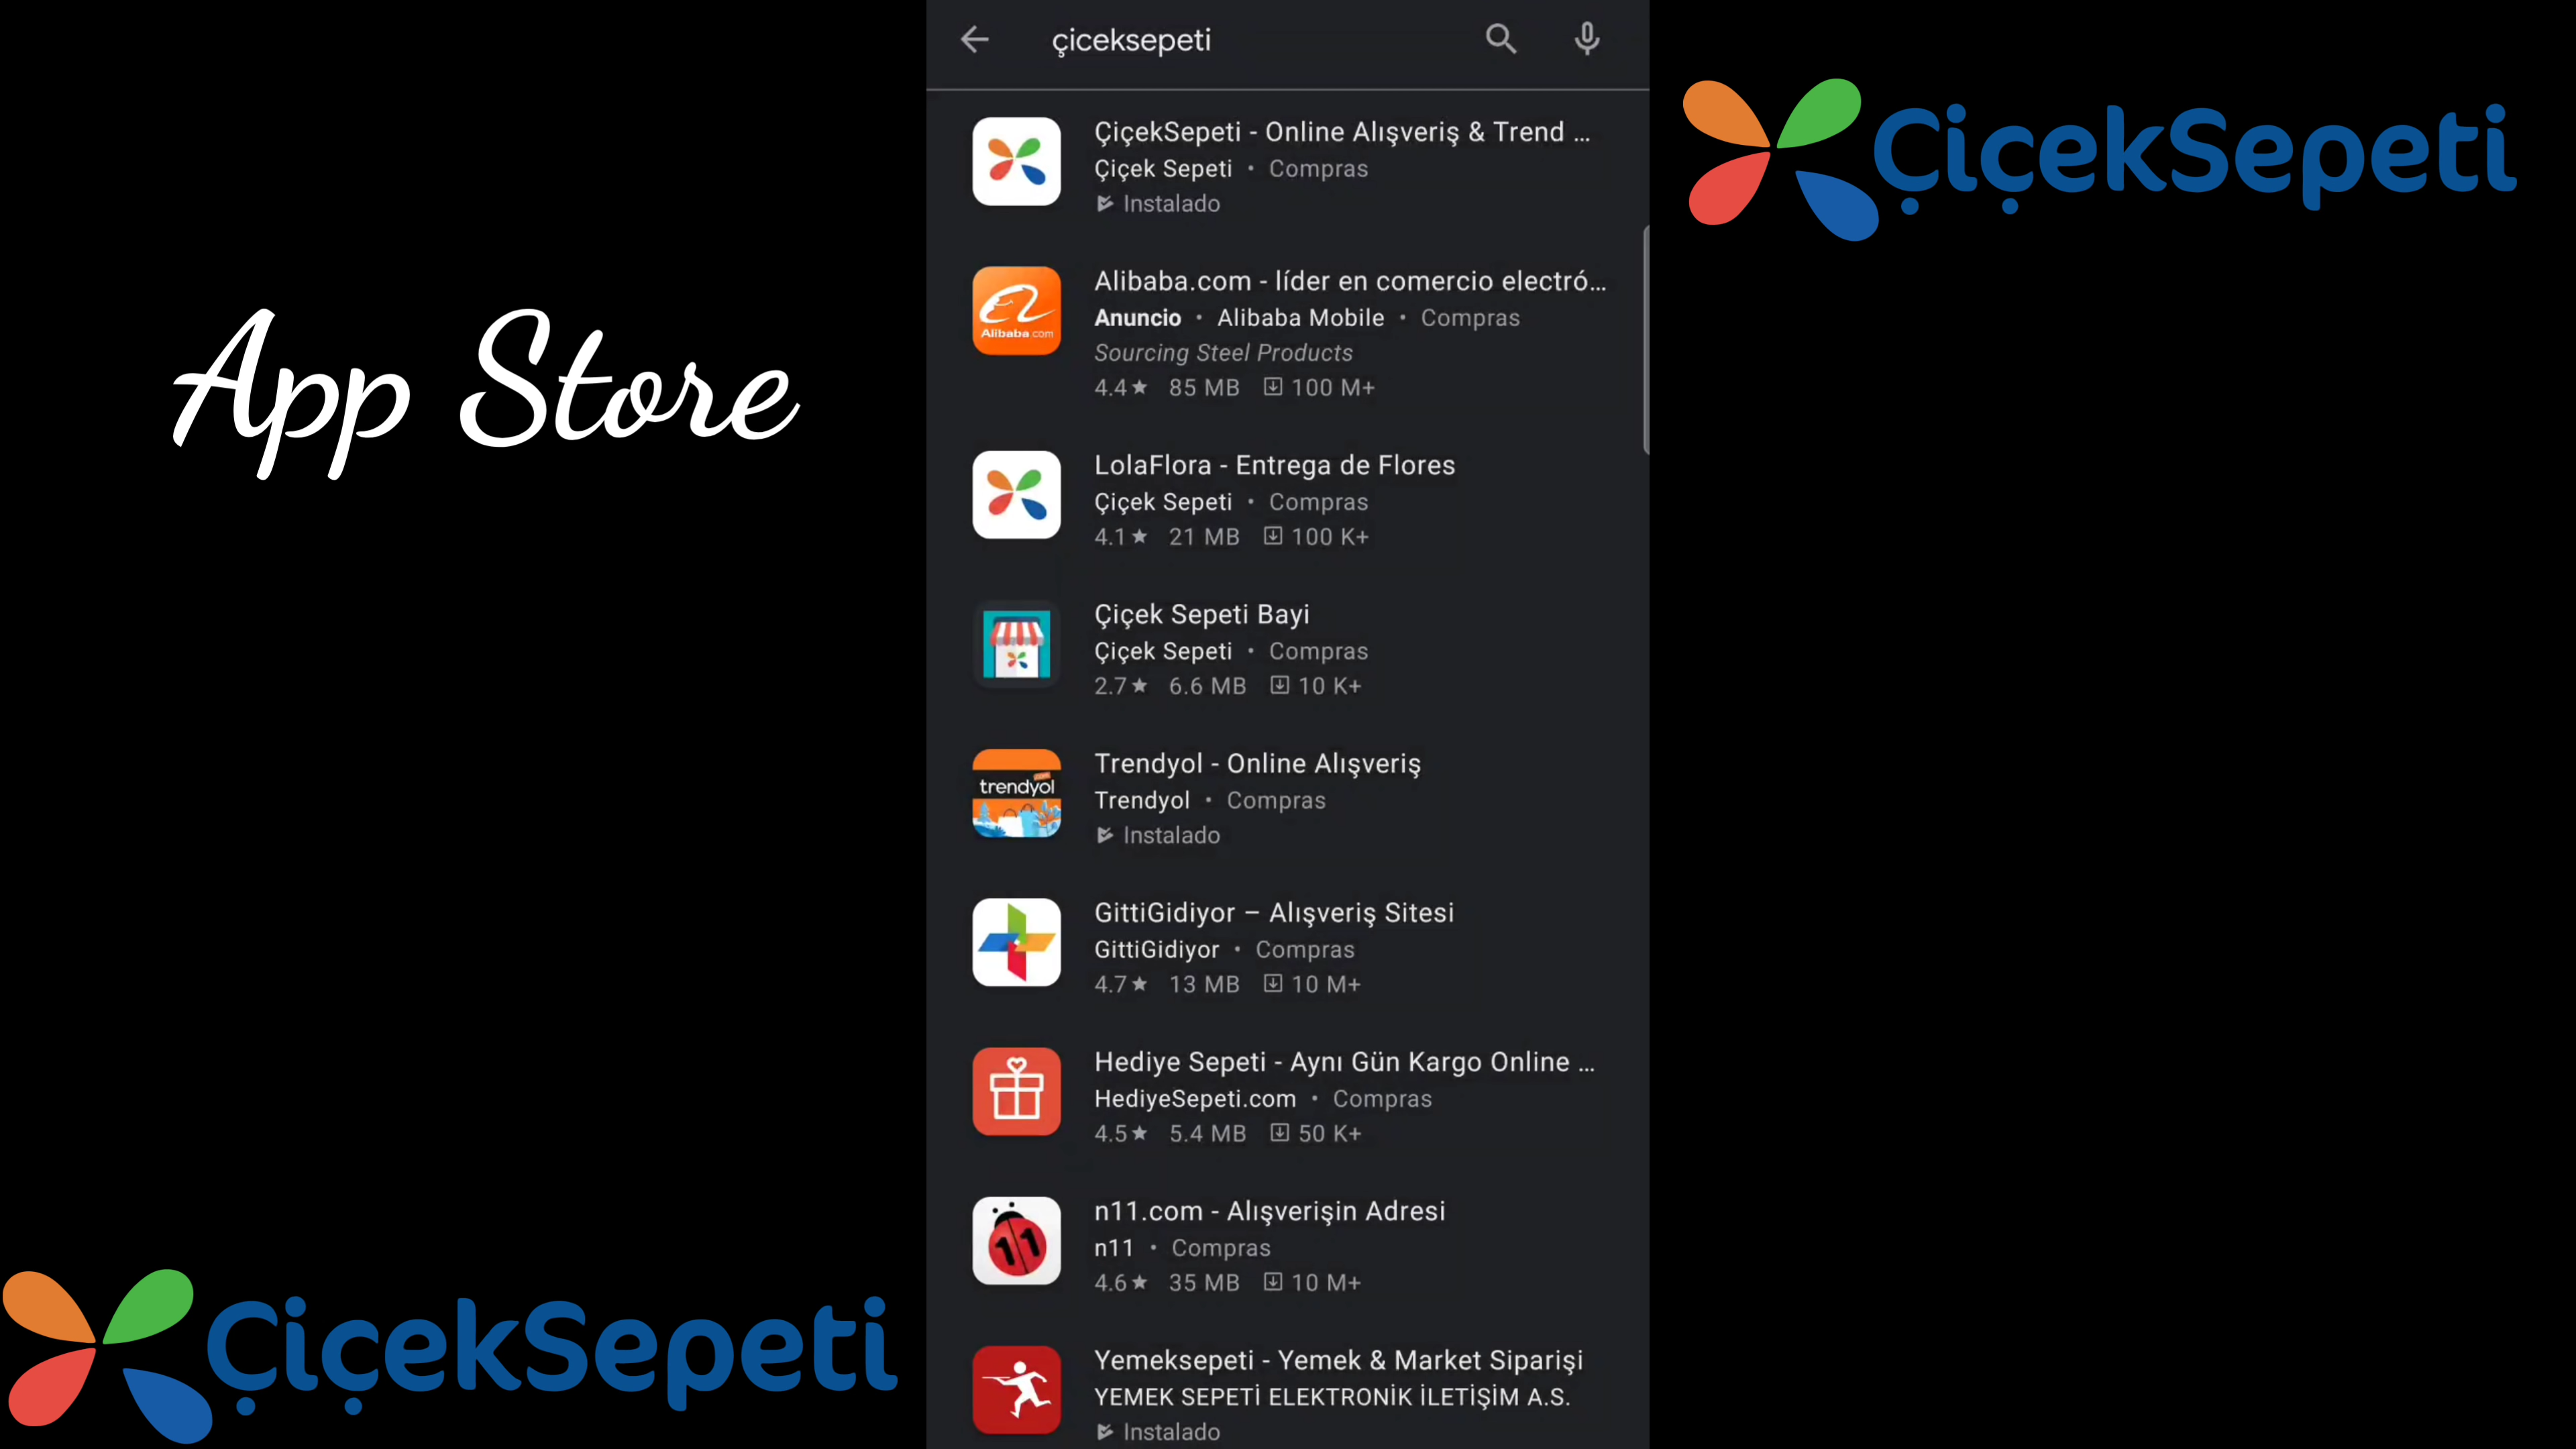 App Store
çiceksepeti
ÇiçekSepeti - Online Alışveriş & Trend ...
Çiçek Sepeti • Compras
Instalado
Alibaba.com
Alibaba.com - líder en comercio electró...
Anuncio • Alibaba Mobile • Compras
Sourcing Steel Products
4.4★ 85 MB 100 M+
LolaFlora - Entrega de Flores
Çiçek Sepeti • Compras
4.1★ 21 MB 100 K+
Çiçek Sepeti Bayi
Çiçek Sepeti • Compras
2.7★ 6.6 MB 10 K+
trendyol
Trendyol - Online Alışveriş
Trendyol • Compras
Instalado
GittiGidiyor – Alışveriş Sitesi
GittiGidiyor • Compras
4.7★ 13 MB 10 M+
Hediye Sepeti - Aynı Gün Kargo Online ...
HediyeSepeti.com • Compras
4.5★ 5.4 MB 50 K+
11
n11.com - Alışverişin Adresi
n11 • Compras
4.6★ 35 MB 10 M+
Yemeksepeti - Yemek & Market Siparişi
YEMEK SEPETİ ELEKTRONİK İLETİŞİM A.S.
Instalado
ÇiçekSepeti
ÇiçekSepeti